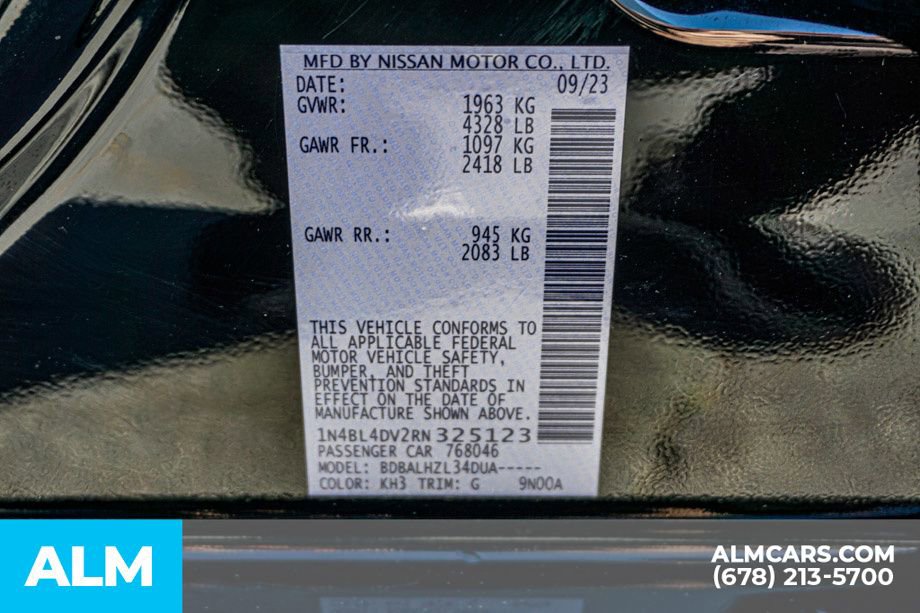 MFD BY NISSAN MOTOR CO., LTD.
DATE: 09/23
GVWR: 1963 KG
4328 LB
GAWR FR.: 1097 KG
2418 LB
GAWR RR.: 945 KG
2083 LB
THIS VEHICLE CONFORMS TO
ALL APPLICABLE FEDERAL
MOTOR VEHICLE SAFETY,
BUMPER, AND THEFT
PREVENTION STANDARDS IN
EFFECT ON THE DATE OF
MANUFACTURE SHOWN ABOVE.
1N4BL4DV2RN325123
PASSENGER CAR 768046
MODEL: BDBALHZL34DUA-----
COLOR: KH3 TRIM: G 9N00A
ALM
ALMCARS.COM
(678) 213-5700